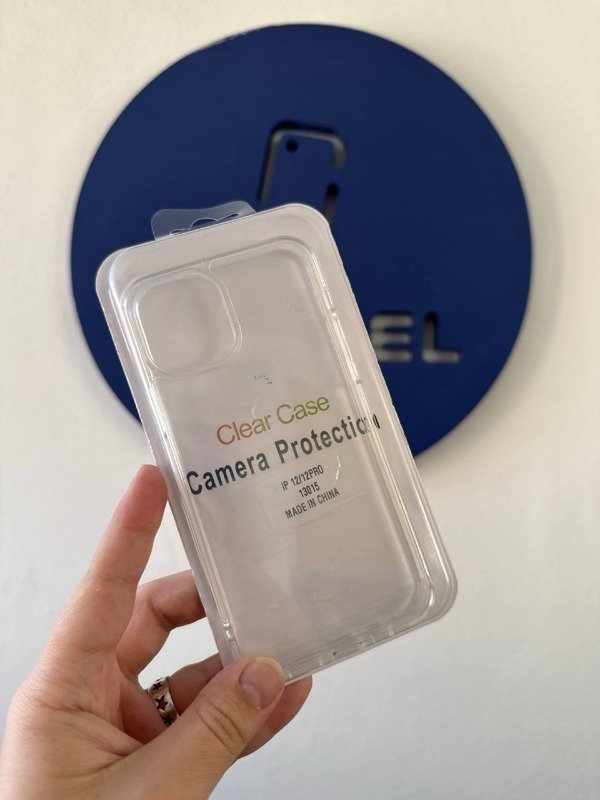 EL
Clear Case
Camera Protection
IP 12/12PRO
13015
MADE IN CHINA